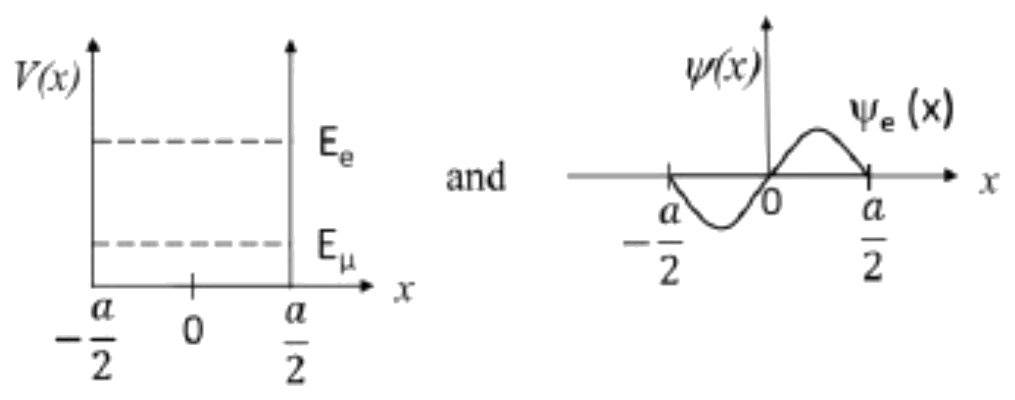 V(x)
E_e
E_μ
x
-a/2
0
a/2
and
ψ(x)
ψ_e (x)
x
-a/2
0
a/2